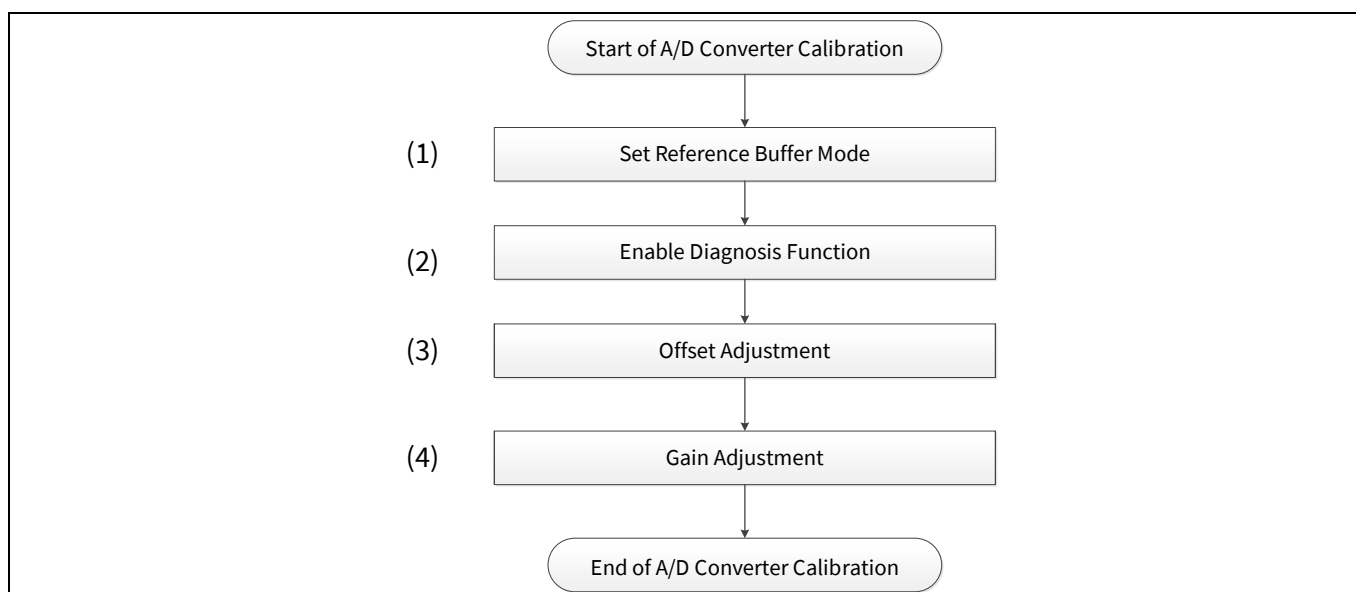 Start of A/D Converter Calibration
(1) Set Reference Buffer Mode
(2) Enable Diagnosis Function
(3) Offset Adjustment
(4) Gain Adjustment
End of A/D Converter Calibration